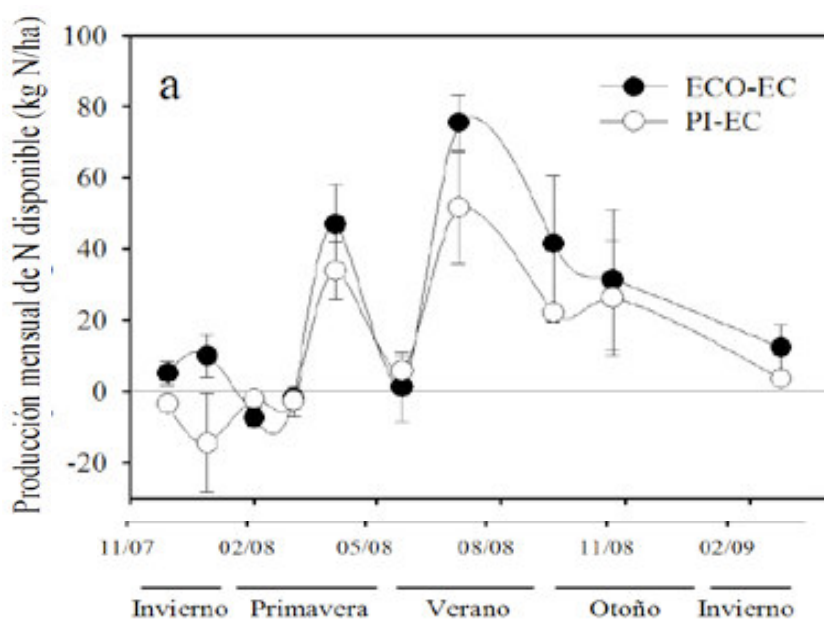 Producción mensual de N disponible (kg N/ha)
100
80
60
40
20
0
-20
a
ECO-EC
PI-EC
11/07 02/08 05/08 08/08 11/08 02/09
Invierno Primavera Verano Otoño Invierno